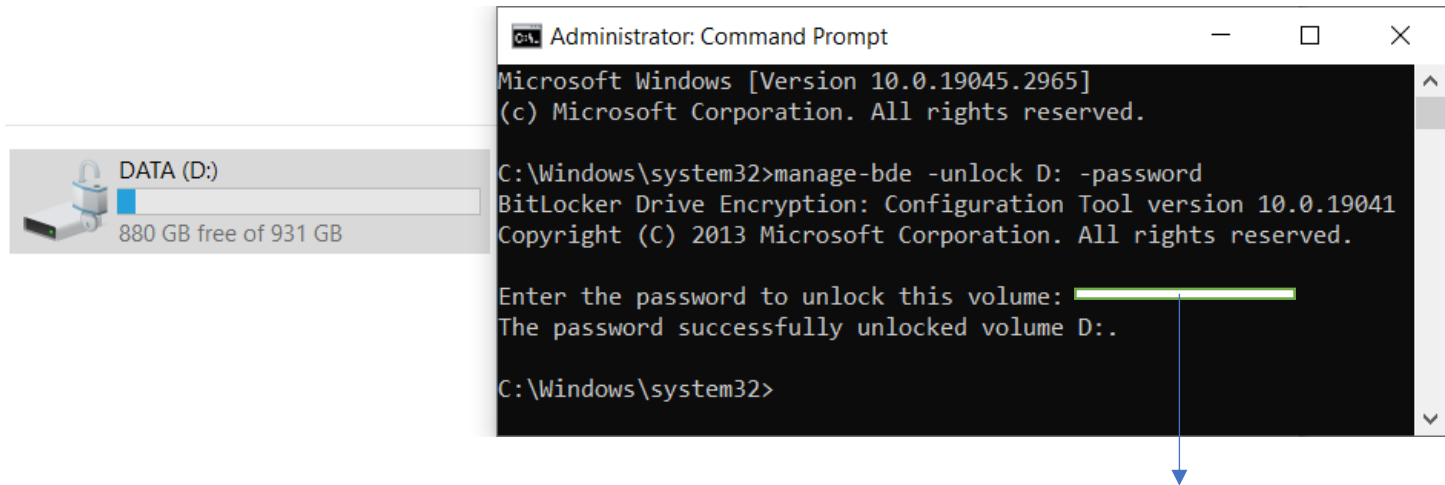 Administrator: Command Prompt
Microsoft Windows [Version 10.0.19045.2965]
(c) Microsoft Corporation. All rights reserved.
DATA (D:)
880 GB free of 931 GB
C:\Windows\system32>manage-bde -unlock D: -password
BitLocker Drive Encryption: Configuration Tool version 10.0.19041
Copyright (C) 2013 Microsoft Corporation. All rights reserved.
Enter the password to unlock this volume:
The password successfully unlocked volume D:.
C:\Windows\system32>